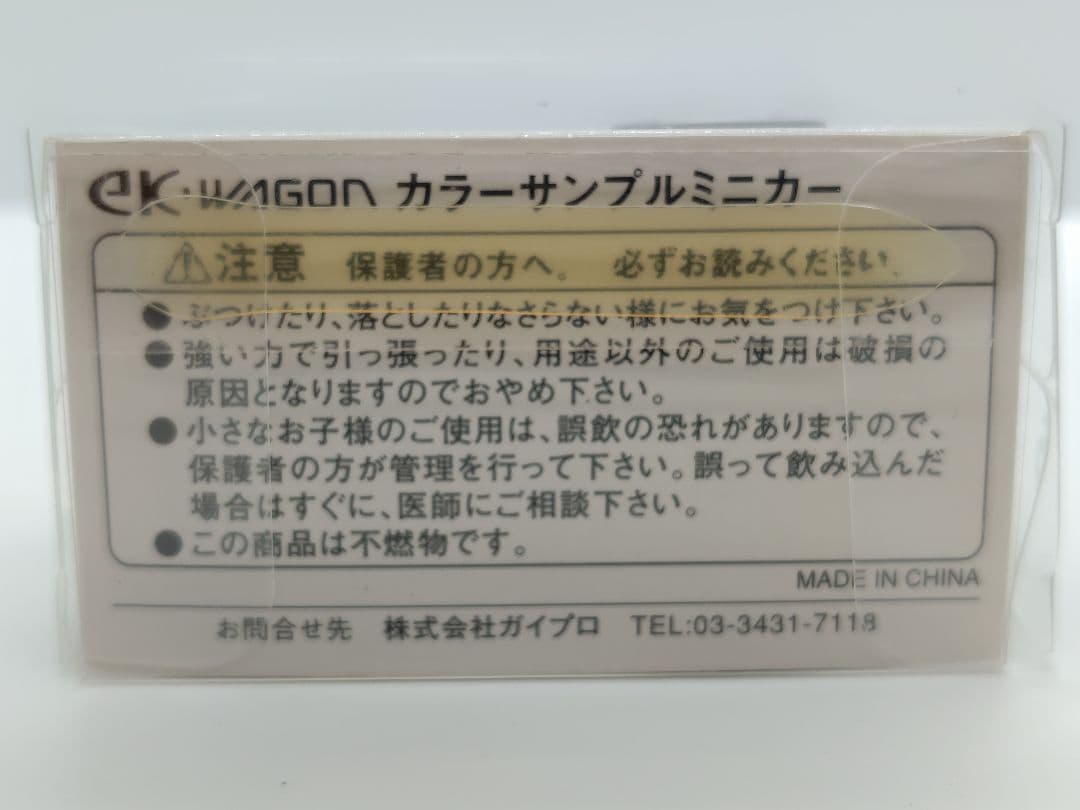 eK-WAGON カラーサンプルミニカー
注意 保護者の方へ。 必ずお読みください。
●ぶつけたり、落としたりなさらない様にお気をつけ下さい。
●強い力で引っ張ったり、用途以外のご使用は破損の
原因となりますのでおやめ下さい。
●小さなお子様のご使用は、誤飲の恐れがありますので、
保護者の方が管理を行って下さい。誤って飲み込んだ
場合はすぐに、医師にご相談下さい。
●この商品は不燃物です。
MADE IN CHINA
お問合せ先 株式会社ガイプロ TEL:03-3431-7118